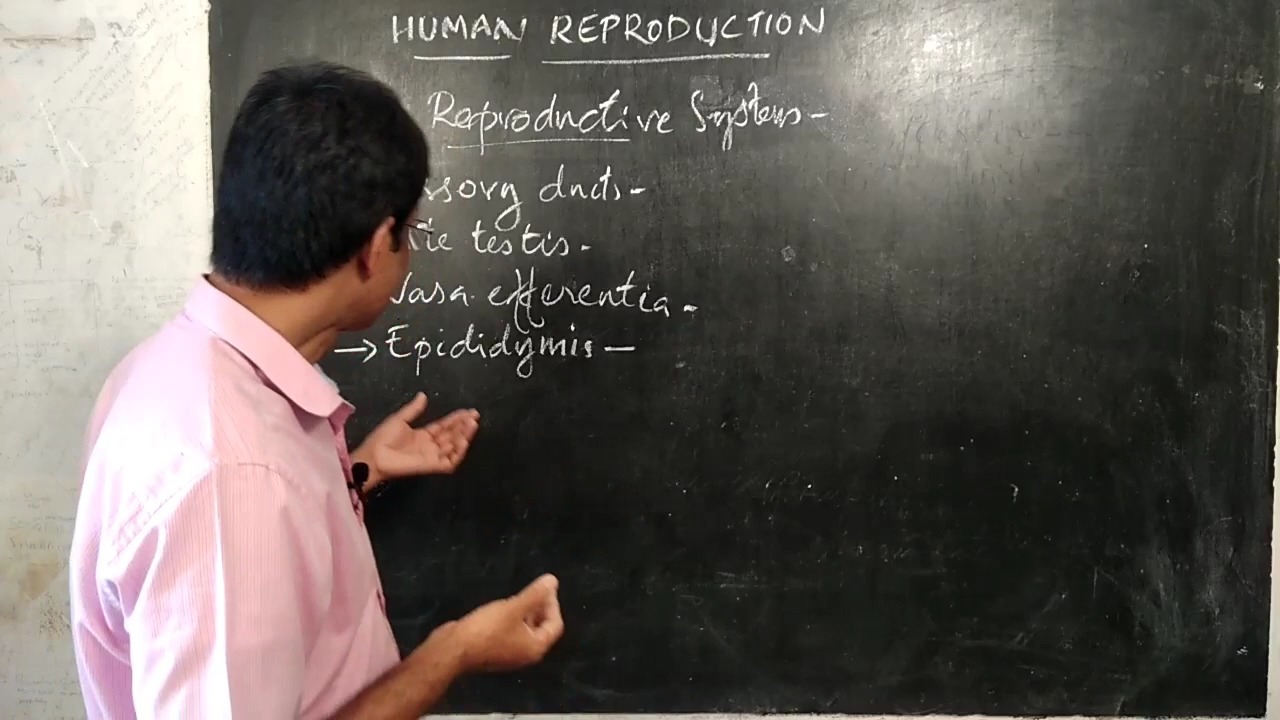 HUMAN REPRODUCTION
Reproductive System -
ssory ducts -
te testis -
Vasa efferentia -
→ Epididymis -